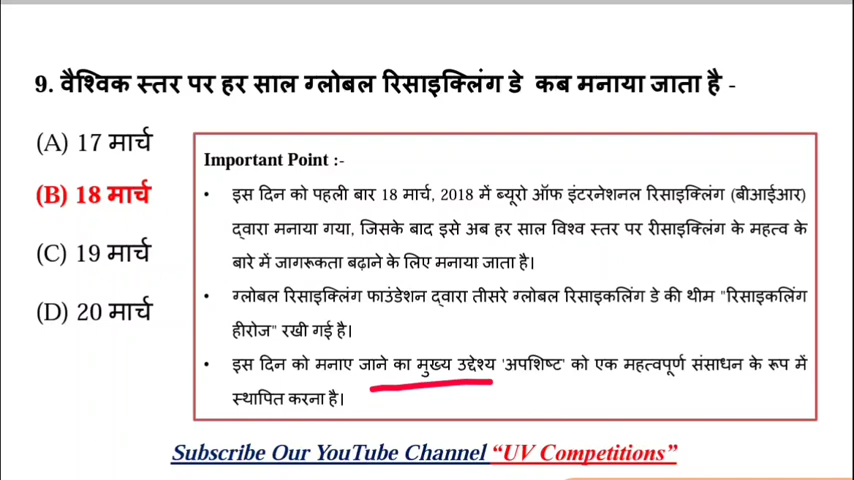 9. वैश्विक स्तर पर हर साल ग्लोबल रिसाइक्लिंग डे कब मनाया जाता है -
(A) 17 मार्च
(B) 18 मार्च
(C) 19 मार्च
(D) 20 मार्च
Important Point :-
• इस दिन को पहली बार 18 मार्च, 2018 में ब्यूरो ऑफ इंटरनेशनल रिसाइक्लिंग (बीआईआर)
द्वारा मनाया गया, जिसके बाद इसे अब हर साल विश्व स्तर पर रीसाइक्लिंग के महत्व के
बारे में जागरूकता बढ़ाने के लिए मनाया जाता है।
• ग्लोबल रिसाइक्लिंग फाउंडेशन द्वारा तीसरे ग्लोबल रिसाइकलिंग डे की थीम "रिसाइकलिंग
हीरोज" रखी गई है।
• इस दिन को मनाए जाने का मुख्य उद्देश्य 'अपशिष्ट' को एक महत्वपूर्ण संसाधन के रूप में
स्थापित करना है।
Subscribe Our YouTube Channel “UV Competitions”